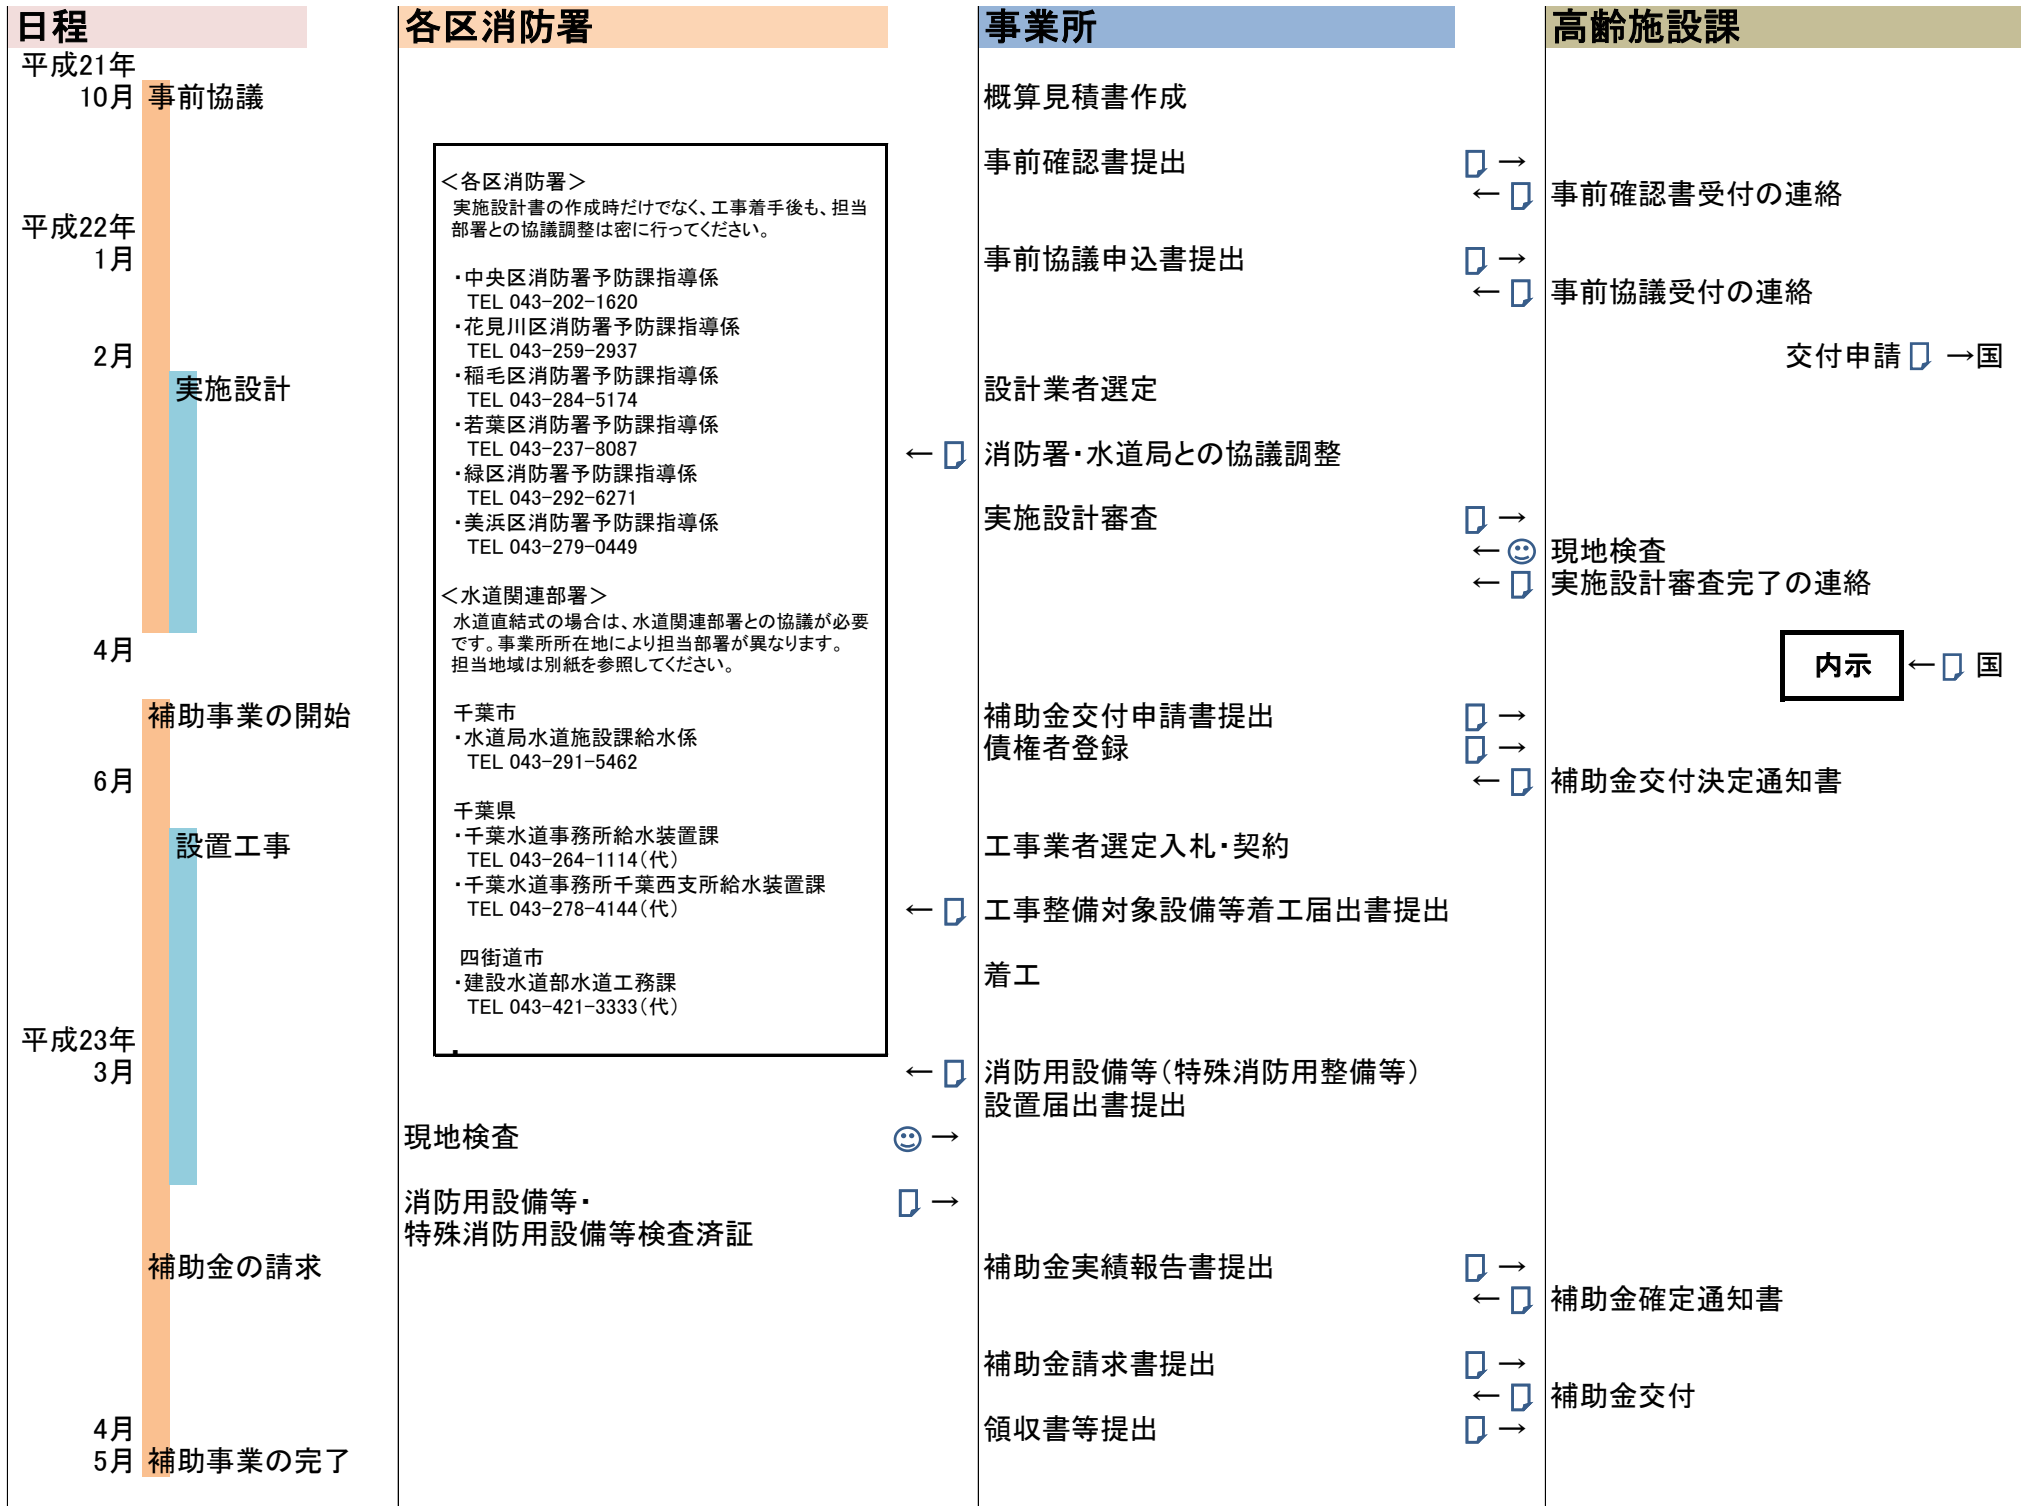 日程
各区消防署
事業所
高齢施設課
平成21年
10月 事前協議
概算見積書作成
事前確認書提出 →
← 事前確認書受付の連絡
平成22年
1月
事前協議申込書提出 →
← 事前協議受付の連絡
2月
交付申請 →国
実施設計
設計業者選定
← 消防署・水道局との協議調整
実施設計審査 →
← 現地検査
← 実施設計審査完了の連絡
4月
内示 ← 国
補助事業の開始
補助金交付申請書提出 →
債権者登録 →
6月
← 補助金交付決定通知書
設置工事
工事業者選定入札・契約
← 工事整備対象設備等着工届出書提出
着工
平成23年
3月
← 消防用設備等(特殊消防用整備等)
設置届出書提出
現地検査 →
消防用設備等・ →
特殊消防用設備等検査済証
補助金の請求
補助金実績報告書提出 →
← 補助金確定通知書
補助金請求書提出 →
← 補助金交付
4月
領収書等提出 →
5月 補助事業の完了
<各区消防署>
実施設計書の作成時だけでなく、工事着手後も、担当
部署との協議調整は密に行ってください。
・中央区消防署予防課指導係
TEL 043-202-1620
・花見川区消防署予防課指導係
TEL 043-259-2937
・稲毛区消防署予防課指導係
TEL 043-284-5174
・若葉区消防署予防課指導係
TEL 043-237-8087
・緑区消防署予防課指導係
TEL 043-292-6271
・美浜区消防署予防課指導係
TEL 043-279-0449
<水道関連部署>
水道直結式の場合は、水道関連部署との協議が必要
です。事業所所在地により担当部署が異なります。
担当地域は別紙を参照してください。
千葉市
・水道局水道施設課給水係
TEL 043-291-5462
千葉県
・千葉水道事務所給水装置課
TEL 043-264-1114(代)
・千葉水道事務所千葉西支所給水装置課
TEL 043-278-4144(代)
四街道市
・建設水道部水道工務課
TEL 043-421-3333(代)